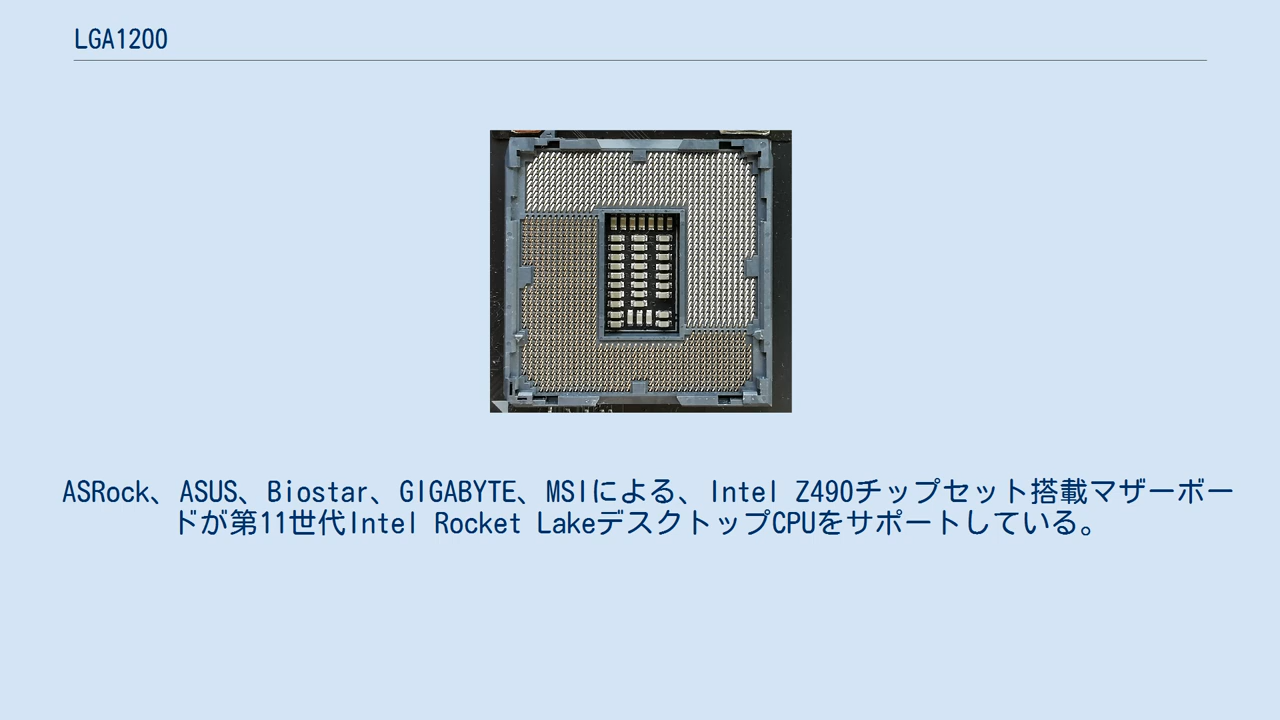 LGA1200
ASRock、ASUS、Biostar、GIGABYTE、MSIによる、Intel Z490チップセット搭載マザーボー
ドが第11世代Intel Rocket LakeデスクトップCPUをサポートしている。